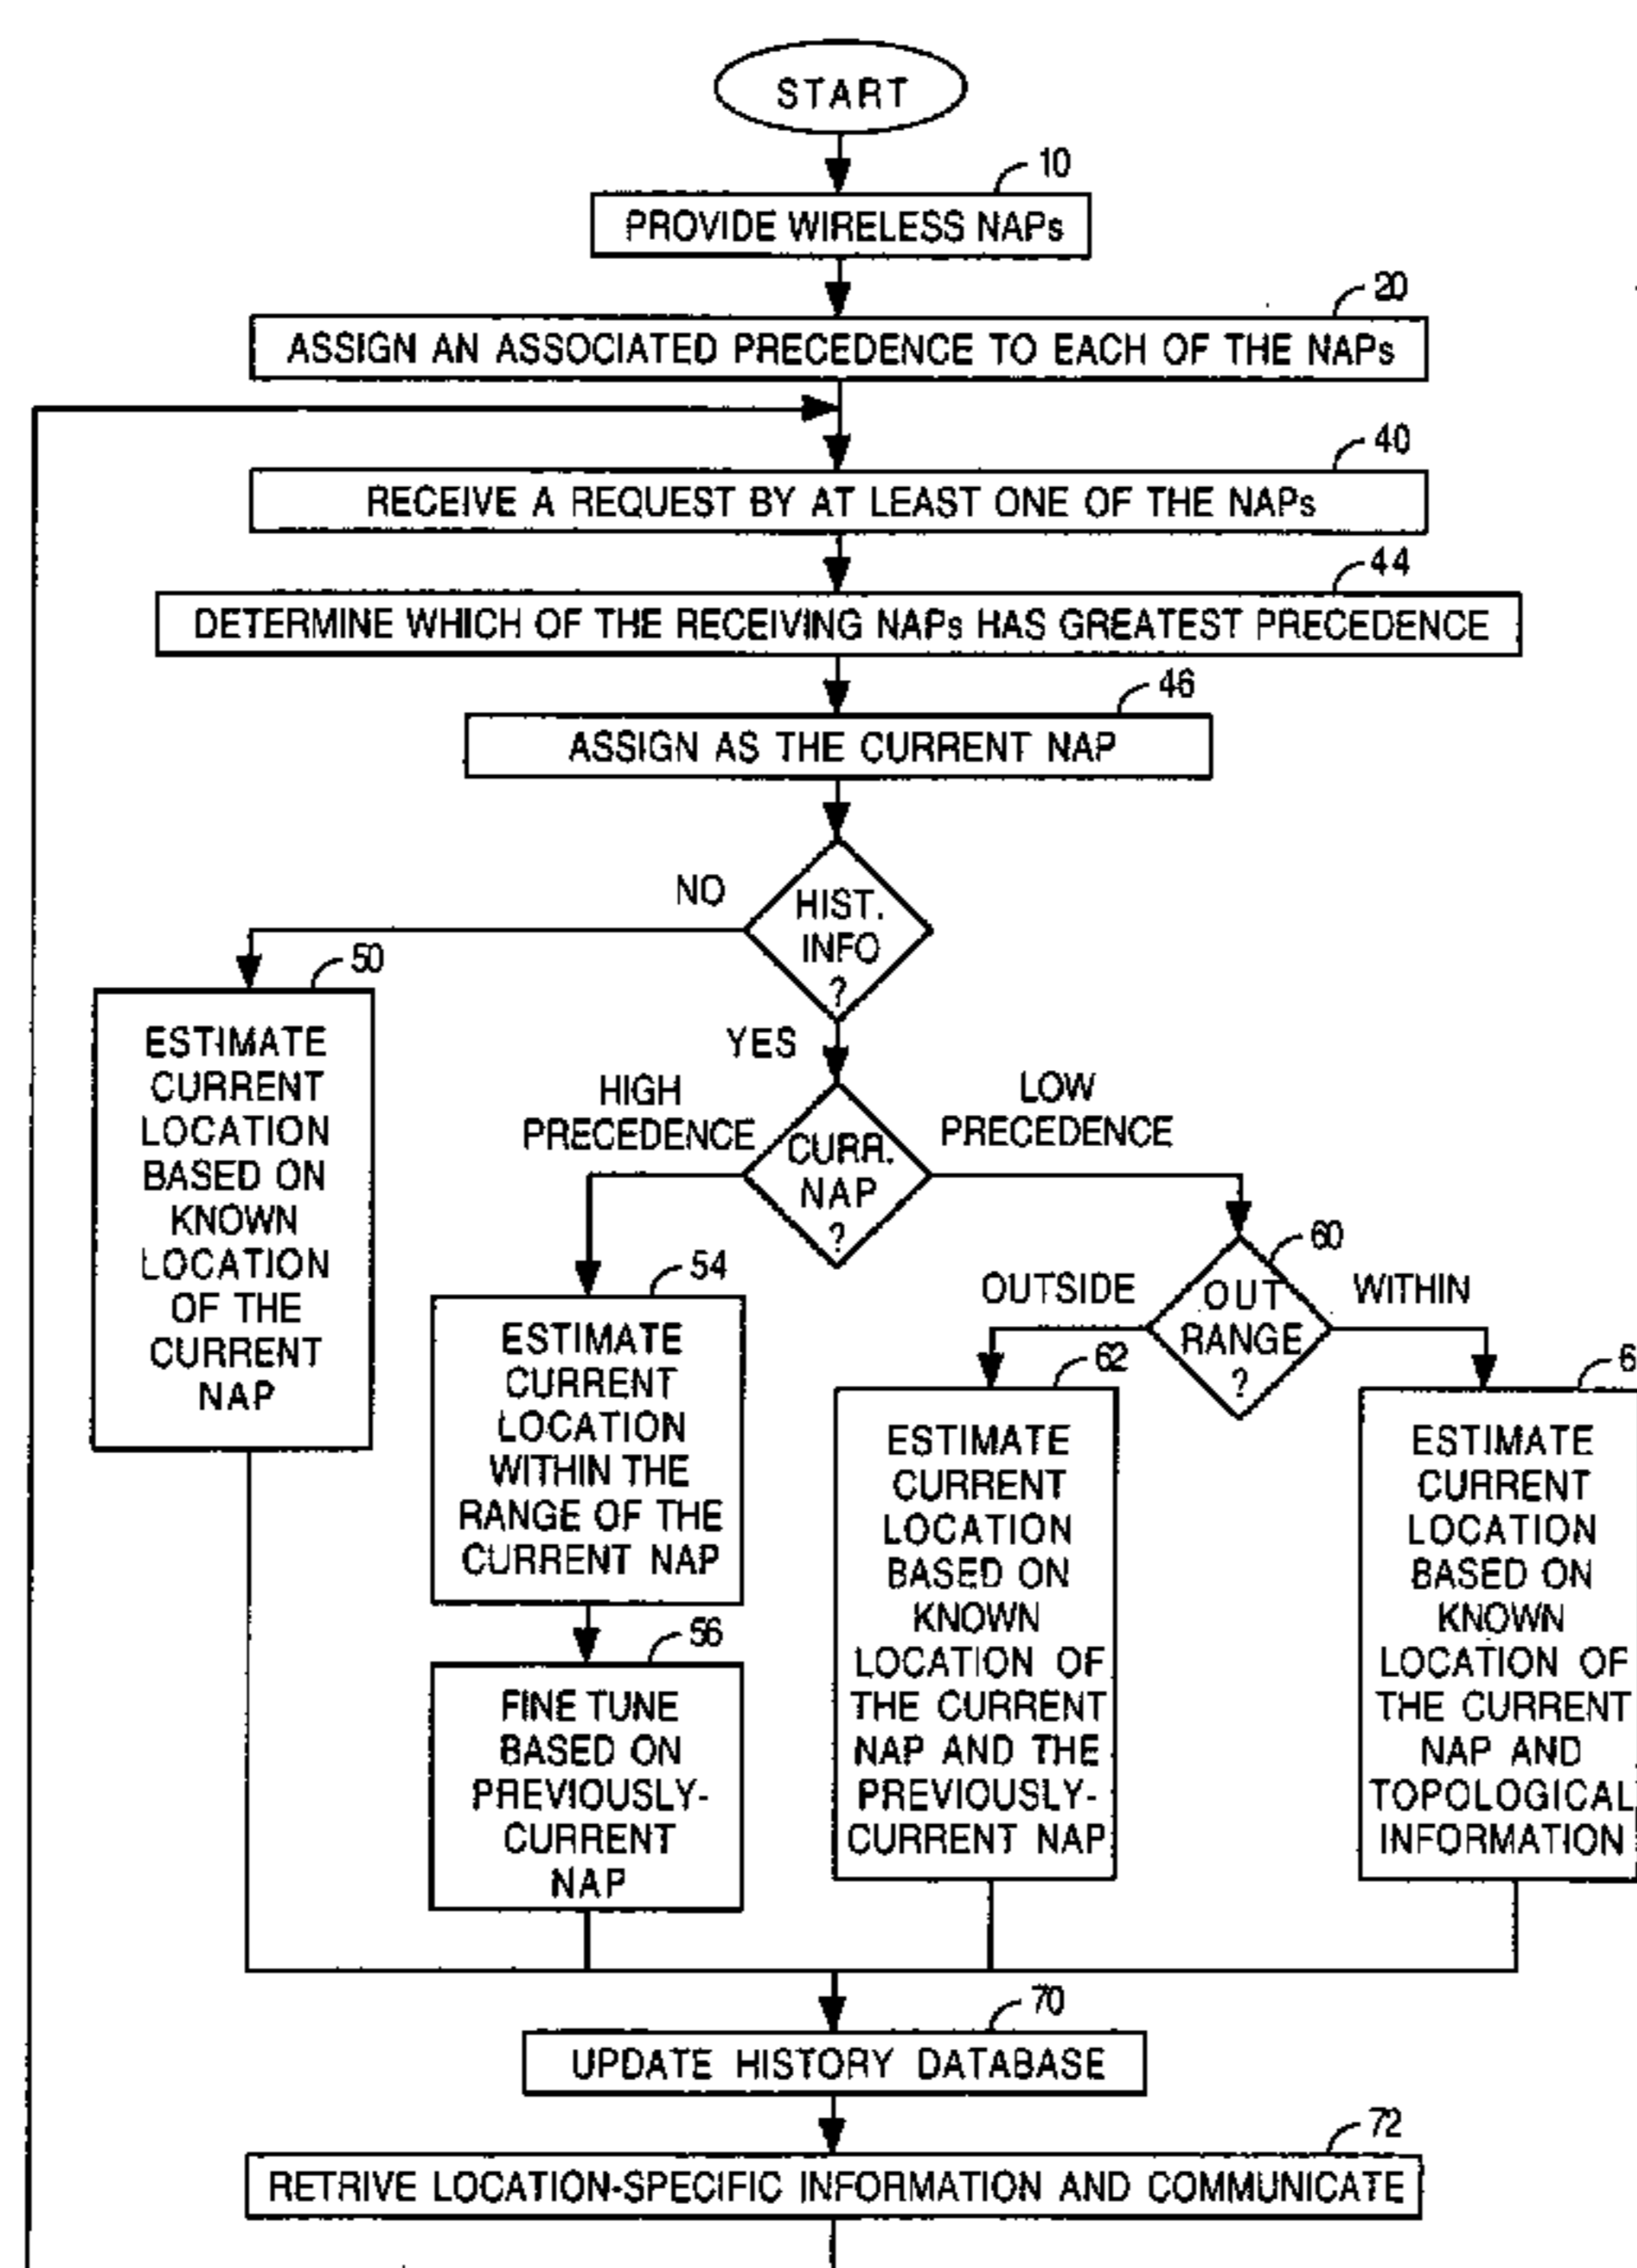 START
10
PROVIDE WIRELESS NAPs
20
ASSIGN AN ASSOCIATED PRECEDENCE TO EACH OF THE NAPs
40
RECEIVE A REQUEST BY AT LEAST ONE OF THE NAPs
44
DETERMINE WHICH OF THE RECEIVING NAPs HAS GREATEST PRECEDENCE
46
ASSIGN AS THE CURRENT NAP
NO
HIST.
INFO
?
YES
50
ESTIMATE
CURRENT
LOCATION
BASED ON
KNOWN
LOCATION
OF THE
CURRENT
NAP
HIGH
PRECEDENCE
CURR.
NAP
?
LOW
PRECEDENCE
54
ESTIMATE
CURRENT
LOCATION
WITHIN THE
RANGE OF THE
CURRENT NAP
56
FINE TUNE
BASED ON
PREVIOUSLY-
CURRENT
NAP
60
OUTSIDE
OUT
RANGE
?
WITHIN
62
ESTIMATE
CURRENT
LOCATION
BASED ON
KNOWN
LOCATION OF
THE CURRENT
NAP AND THE
PREVIOUSLY-
CURRENT NAP
ESTIMATE
CURRENT
LOCATION
BASED ON
KNOWN
LOCATION OF
THE CURRENT
NAP AND
TOPOLOGICAL
INFORMATION
70
UPDATE HISTORY DATABASE
72
RETRIVE LOCATION-SPECIFIC INFORMATION AND COMMUNICATE